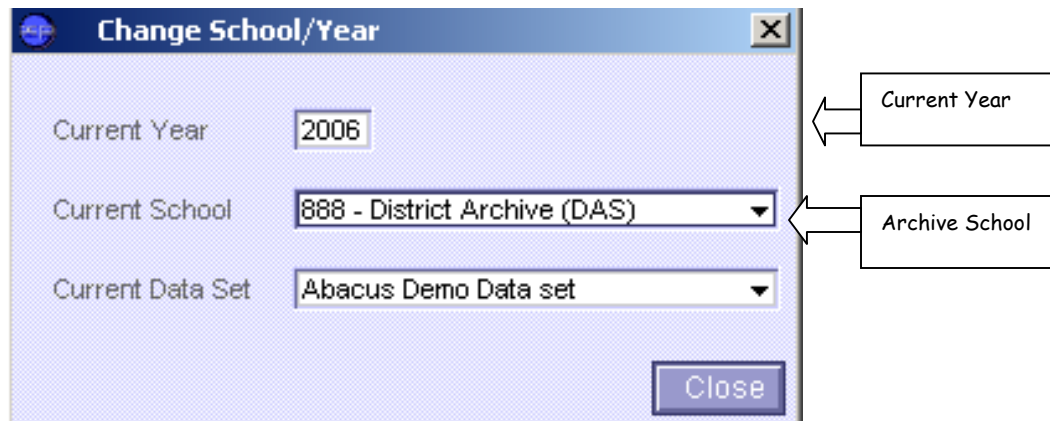 Change School/Year
Current Year 2006
Current Year
Current School 888 - District Archive (DAS)
Archive School
Current Data Set Abacus Demo Data set
Close